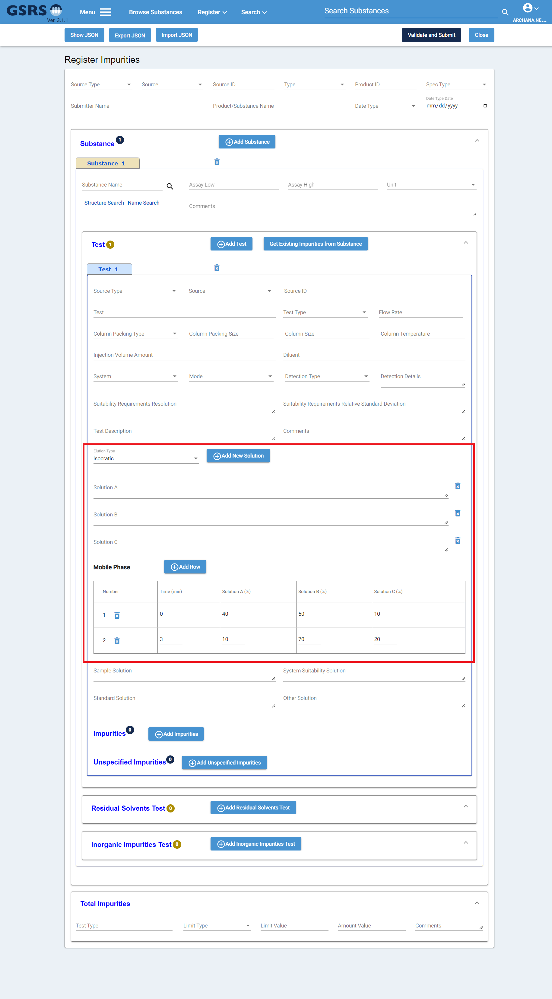 GSRS
Ver. 3.1.1
Menu
Browse Substances
Register
Search
Search Substances
ARCHANA.NE...
Show JSON
Export JSON
Import JSON
Validate and Submit
Close
Register Impurities
Source Type
Source
Source ID
Type
Product ID
Spec Type
Submitter Name
Product/Substance Name
Date Type
Date Type Date
mm/dd/yyyy
Substance 1
Add Substance
Substance 1
Substance Name
Assay Low
Assay High
Unit
Structure Search Name Search
Comments
Test 1
Add Test
Get Existing Impurities from Substance
Test 1
Source Type
Source
Source ID
Test
Test Type
Flow Rate
Column Packing Type
Column Packing Size
Column Size
Column Temperature
Injection Volume Amount
Diluent
System
Mode
Detection Type
Detection Details
Suitability Requirements Resolution
Suitability Requirements Relative Standard Deviation
Test Description
Comments
Elution Type
Isocratic
Add New Solution
Solution A
Solution B
Solution C
Mobile Phase
Add Row
Number Time (min) Solution A (%) Solution B (%) Solution C (%)
1 0 40 50 10
2 3 10 70 20
Sample Solution
System Suitability Solution
Standard Solution
Other Solution
Impurities 0
Add Impurities
Unspecified Impurities 0
Add Unspecified Impurities
Residual Solvents Test 0
Add Residual Solvents Test
Inorganic Impurities Test 0
Add Inorganic Impurities Test
Total Impurities
Test Type
Limit Type
Limit Value
Amount Value
Comments